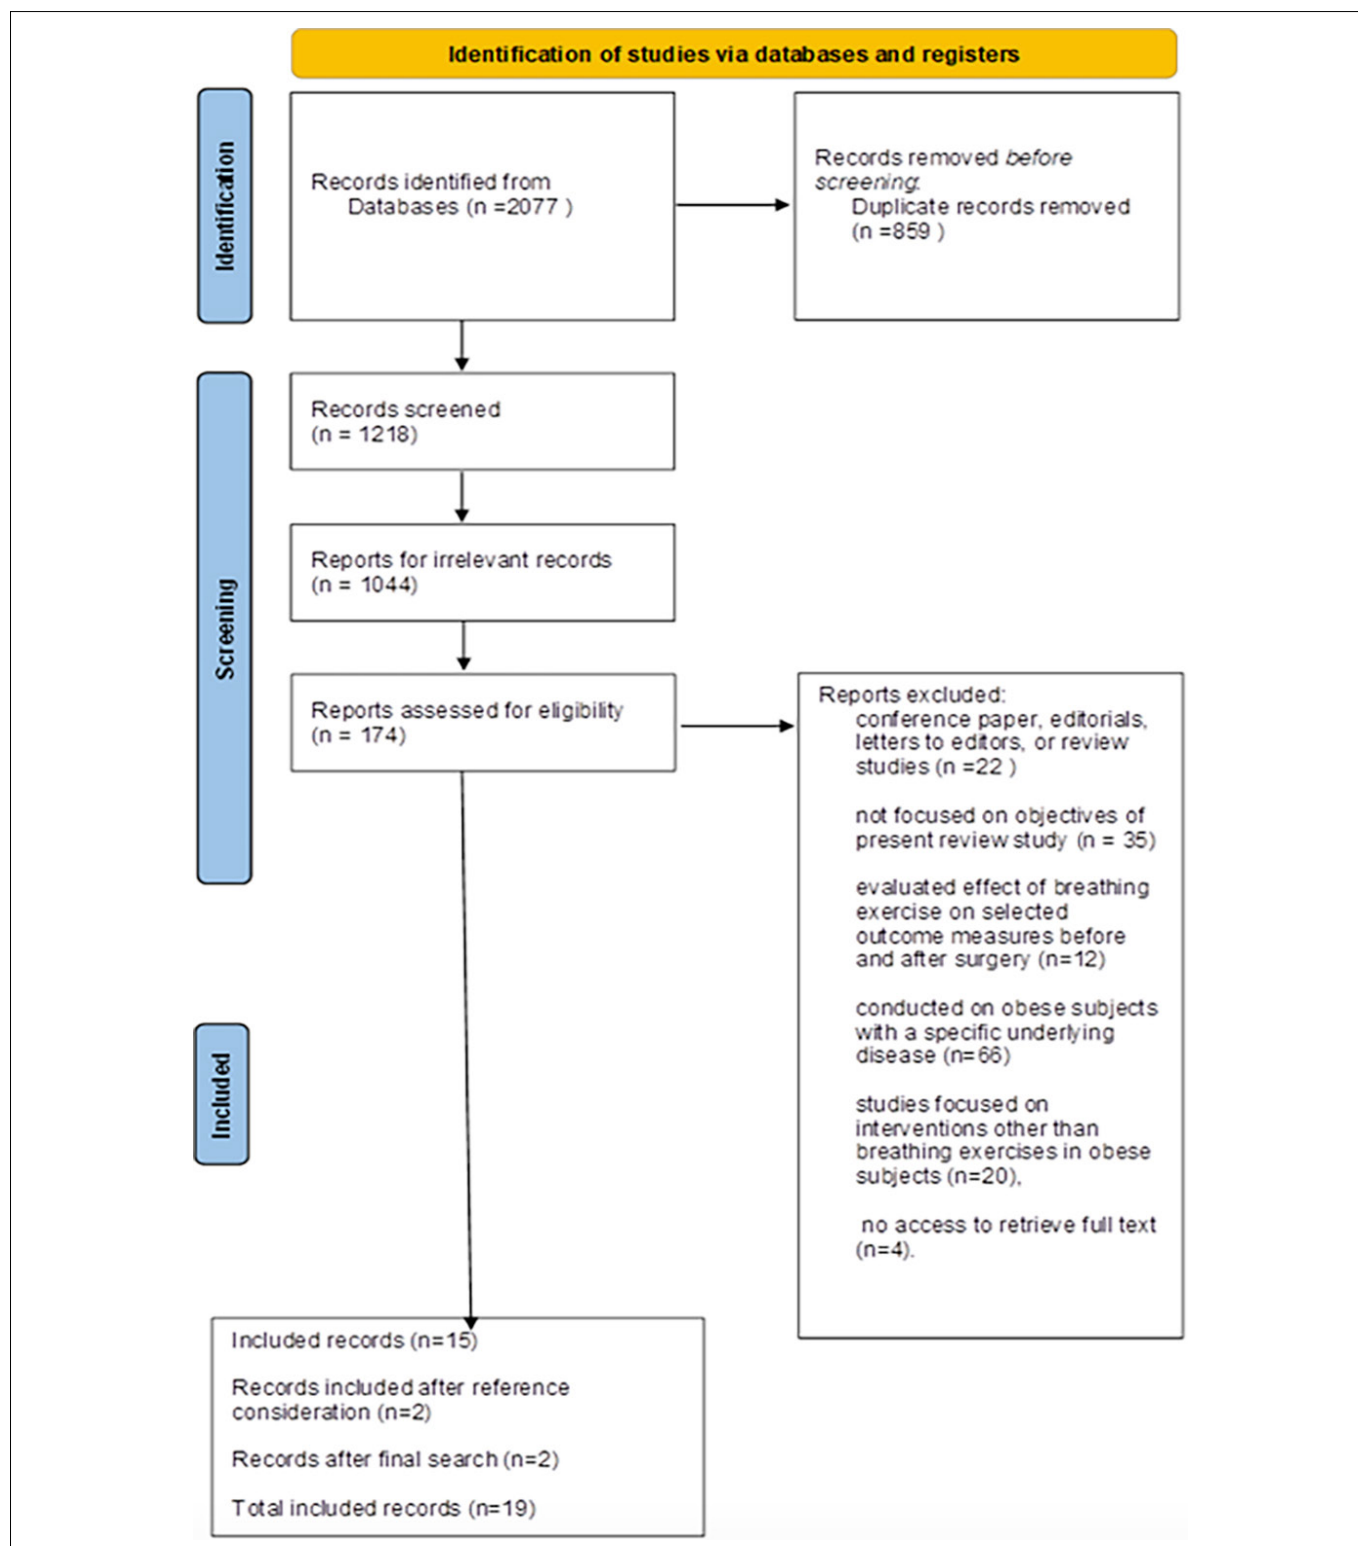 Identification of studies via databases and registers
Identification
Records identified from
Databases (n =2077 )
Records removed before
screening:
Duplicate records removed
(n =859 )
Screening
Records screened
(n = 1218)
Reports for irrelevant records
(n = 1044)
Reports assessed for eligibility
(n = 174)
Reports excluded:
conference paper, editorials,
letters to editors, or review
studies (n =22 )
not focused on objectives of
present review study (n = 35)
evaluated effect of breathing
exercise on selected
outcome measures before
and after surgery (n=12)
conducted on obese subjects
with a specific underlying
disease (n=66)
studies focused on
interventions other than
breathing exercises in obese
subjects (n=20),
no access to retrieve full text
(n=4).
Included
Included records (n=15)
Records included after reference
consideration (n=2)
Records after final search (n=2)
Total included records (n=19)